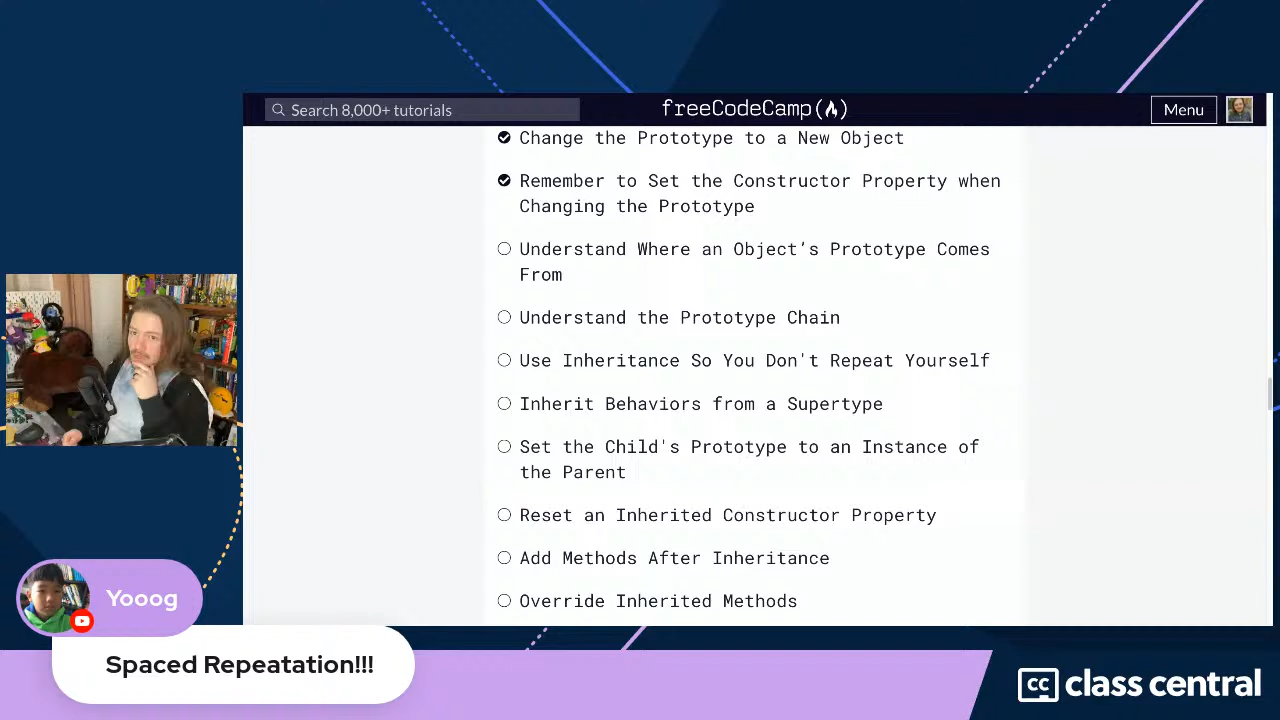 Search 8,000+ tutorials
freeCodeCamp
Menu
Change the Prototype to a New Object
Remember to Set the Constructor Property when
Changing the Prototype
Understand Where an Object’s Prototype Comes
From
Understand the Prototype Chain
Use Inheritance So You Don't Repeat Yourself
Inherit Behaviors from a Supertype
Set the Child's Prototype to an Instance of
the Parent
Reset an Inherited Constructor Property
Add Methods After Inheritance
Override Inherited Methods
Yooog
Spaced Repeatation!!!
cc class central